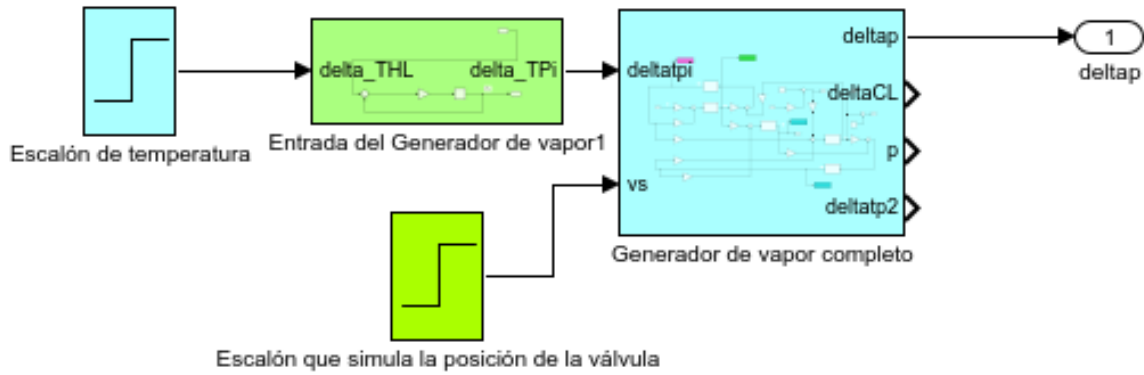 deltap
1
deltap
delta_THL
delta_TPi
deltatpi
deltaCL
p
vs
deltatp2
Escalón de temperatura
Entrada del Generador de vapor1
Generador de vapor completo
Escalón que simula la posición de la válvula